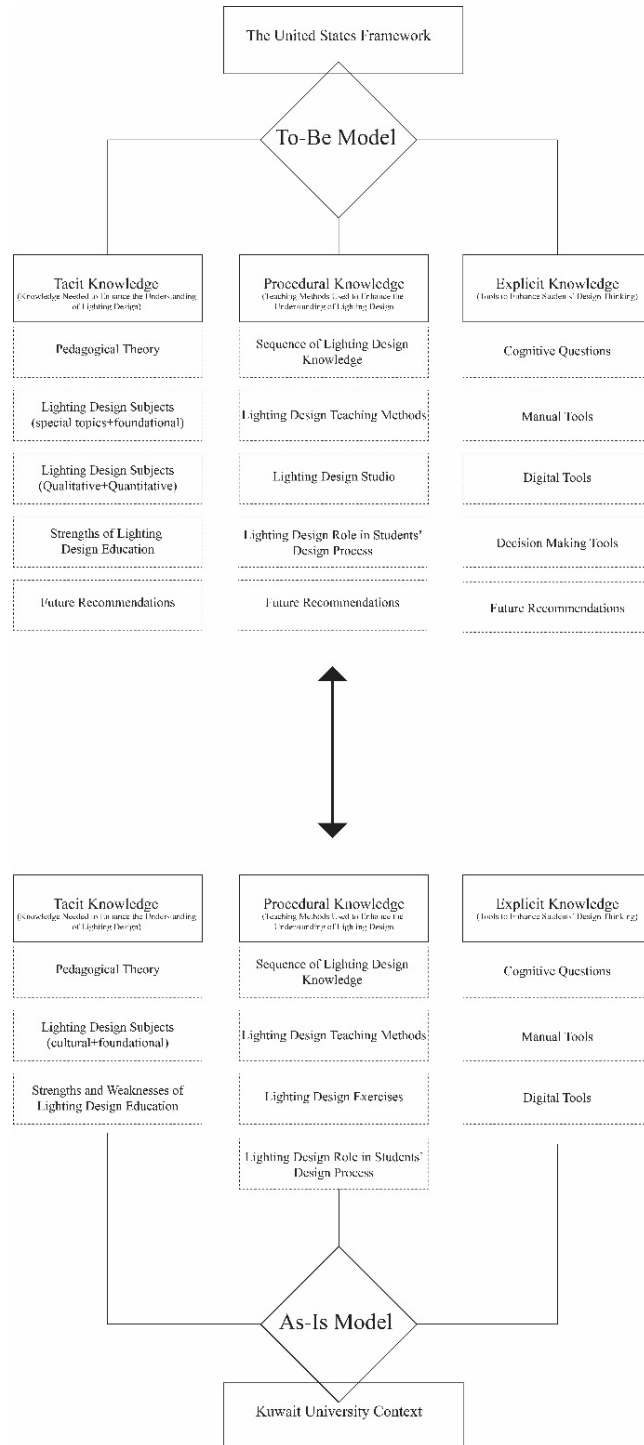 The United States Framework
To-Be Model
Tacit Knowledge
(Knowledge Needed to Enhance the Understanding
of Lighting Design)
Pedagogical Theory
Lighting Design Subjects
(special topics+foundational)
Lighting Design Subjects
(Qualitative+Quantitative)
Strengths of Lighting
Design Education
Future Recommendations
Procedural Knowledge
(Teaching Methods Used to Enhance the
Understanding of Lighting Design
Sequence of Lighting Design
Knowledge
Lighting Design Teaching Methods
Lighting Design Studio
Lighting Design Role in Students’
Design Process
Future Recommendations
Explicit Knowledge
(Tools to Enhance Students’ Design Thinking)
Cognitive Questions
Manual Tools
Digital Tools
Decision Making Tools
Future Recommendations
Tacit Knowledge
(Knowledge Needed to Enhance the Understanding
of Lighting Design)
Pedagogical Theory
Lighting Design Subjects
(cultural+foundational)
Strengths and Weaknesses of
Lighting Design Education
Procedural Knowledge
(Teaching Methods Used to Enhance the
Understanding of Lighting Design
Sequence of Lighting Design
Knowledge
Lighting Design Teaching Methods
Lighting Design Exercises
Lighting Design Role in Students’
Design Process
Explicit Knowledge
(Tools to Enhance Students’ Design Thinking)
Cognitive Questions
Manual Tools
Digital Tools
As-Is Model
Kuwait University Context